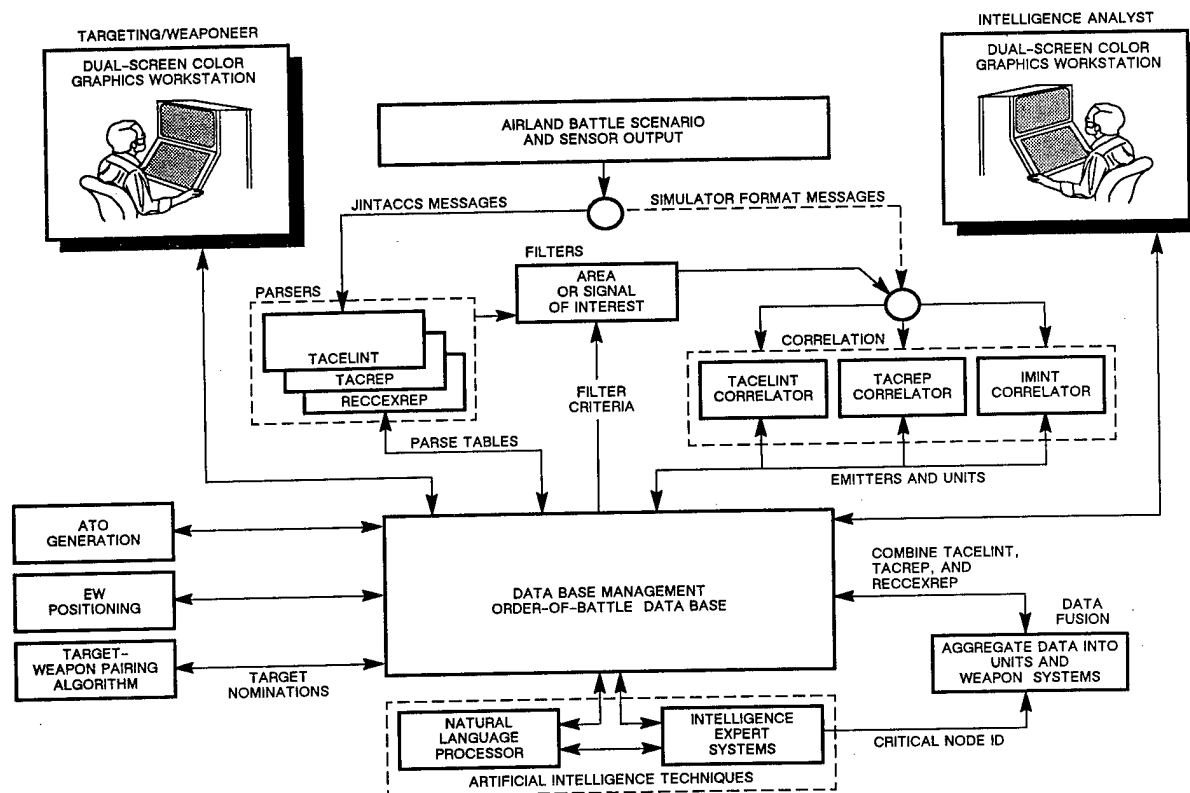 TARGETING/WEAPONEER
DUAL-SCREEN COLOR
GRAPHICS WORKSTATION
INTELLIGENCE ANALYST
DUAL-SCREEN COLOR
GRAPHICS WORKSTATION
AIRLAND BATTLE SCENARIO
AND SENSOR OUTPUT
JINTACCS MESSAGES
SIMULATOR FORMAT MESSAGES
FILTERS
AREA
OR SIGNAL
OF INTEREST
PARSERS
TACELINT
TACREP
RECCEXREP
CORRELATION
TACELINT
CORRELATOR
TACREP
CORRELATOR
IMINT
CORRELATOR
FILTER
CRITERIA
PARSE TABLES
EMITTERS AND UNITS
ATO
GENERATION
EW
POSITIONING
TARGET-
WEAPON PAIRING
ALGORITHM
TARGET
NOMINATIONS
DATA BASE MANAGEMENT
ORDER-OF-BATTLE DATA BASE
COMBINE TACELINT,
TACREP, AND
RECCEXREP
DATA
FUSION
AGGREGATE DATA INTO
UNITS AND
WEAPON SYSTEMS
NATURAL
LANGUAGE
PROCESSOR
INTELLIGENCE
EXPERT
SYSTEMS
CRITICAL NODE ID
ARTIFICIAL INTELLIGENCE TECHNIQUES